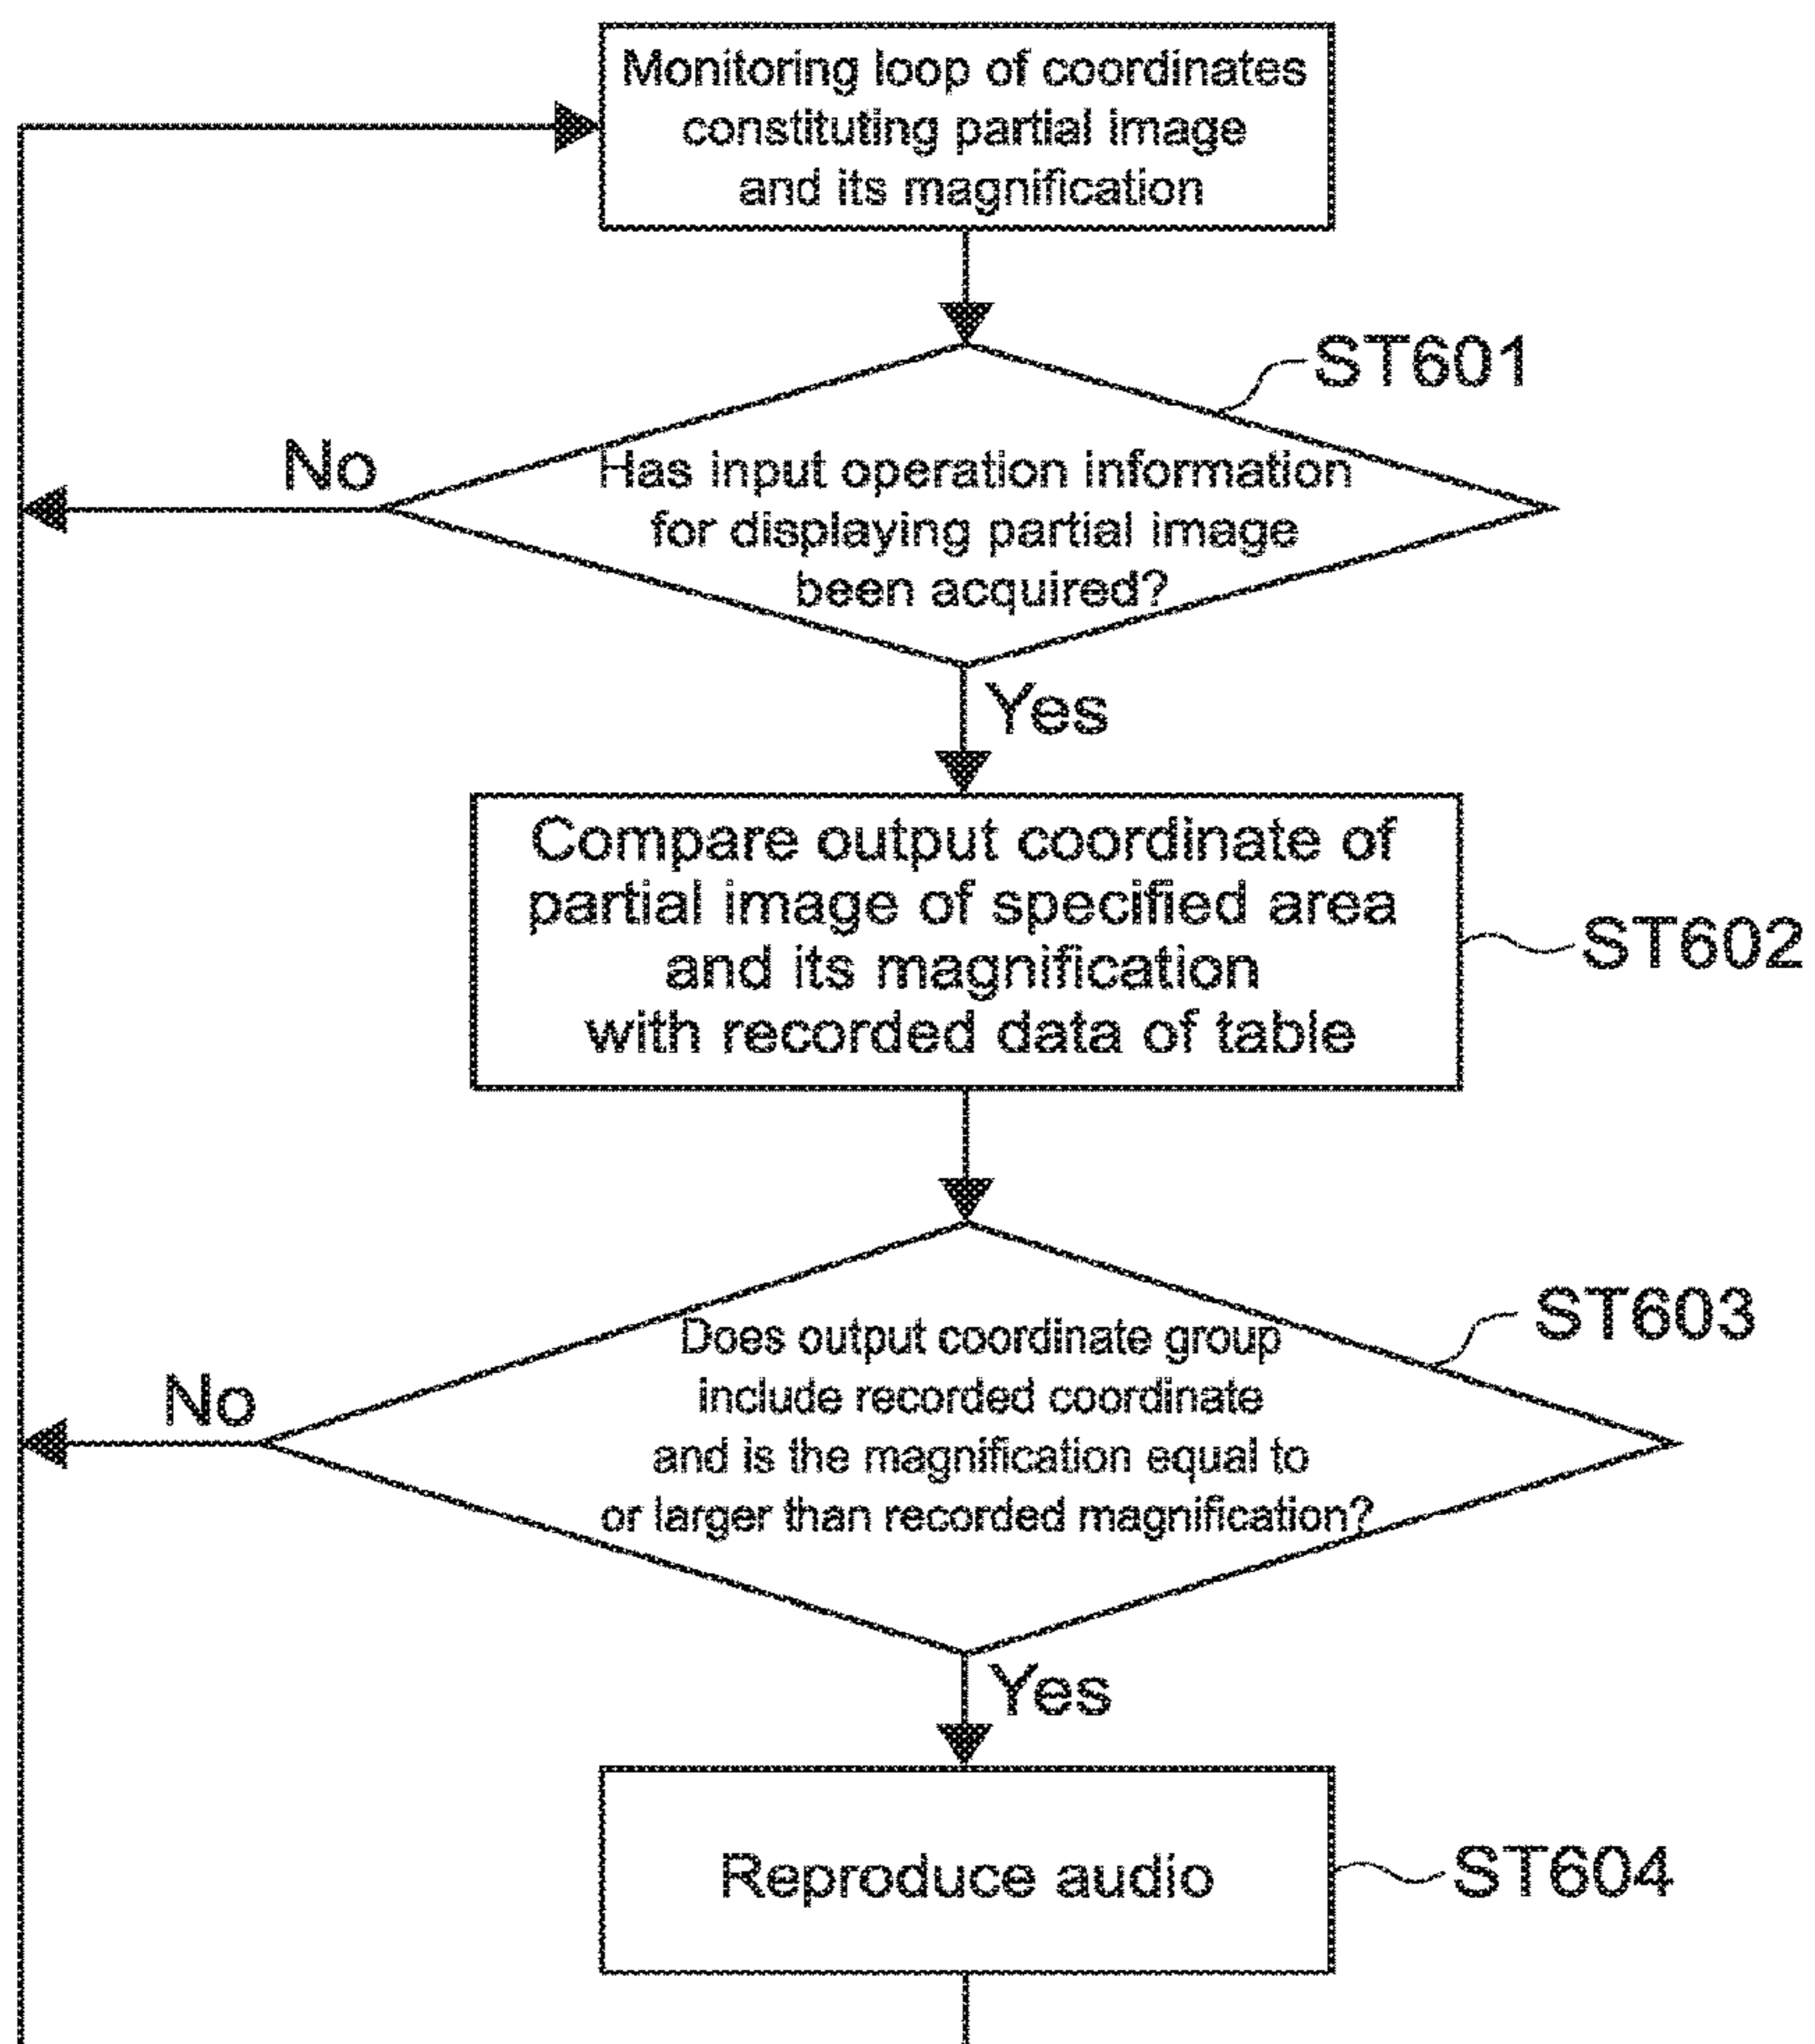 Monitoring loop of coordinates
constituting partial image
and its magnification
ST601
No
Has input operation information
for displaying partial image
been acquired?
Yes
Compare output coordinate of
partial image of specified area
and its magnification
with recorded data of table
ST602
ST603
No
Does output coordinate group
include recorded coordinate
and is the magnification equal to
or larger than recorded magnification?
Yes
Reproduce audio
ST604